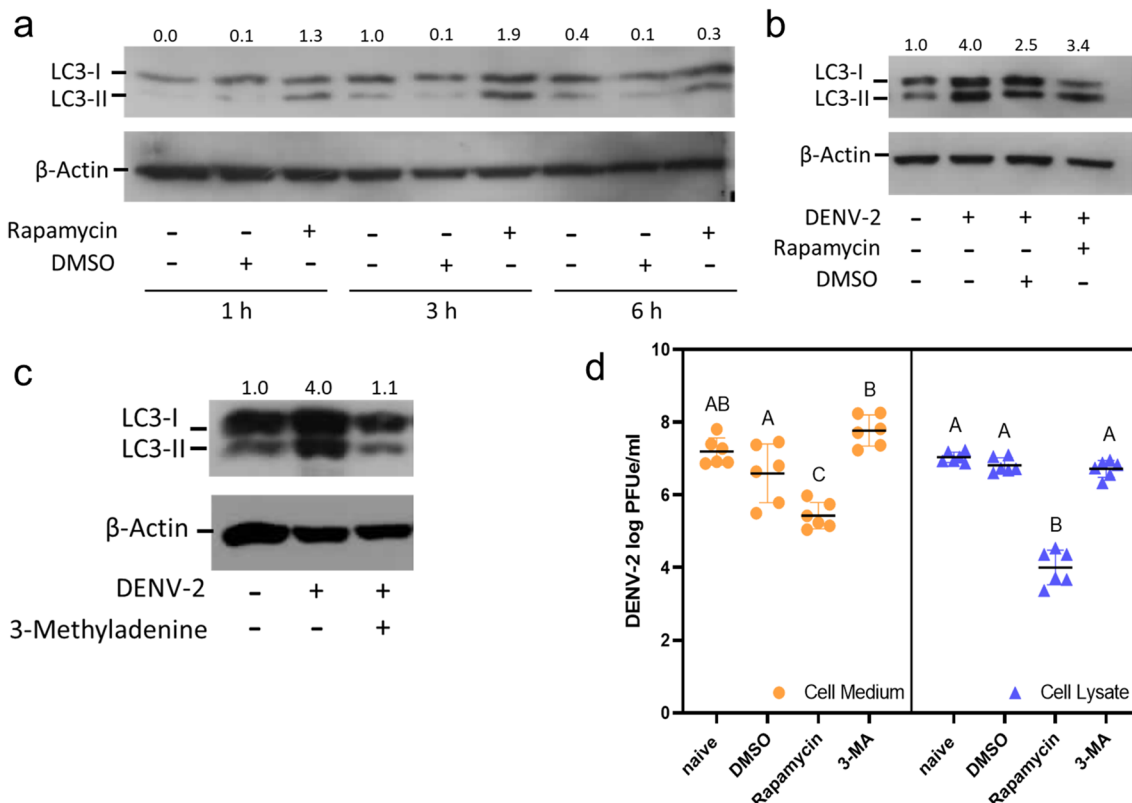 a
0.0 0.1 1.3 1.0 0.1 1.9 0.4 0.1 0.3
LC3-I
LC3-II
β-Actin
Rapamycin - - + - - + - - +
DMSO - + - - + - - + -
1 h 3 h 6 h
b
1.0 4.0 2.5 3.4
LC3-I
LC3-II
β-Actin
DENV-2 - + + +
Rapamycin - - - +
DMSO - - + -
c
1.0 4.0 1.1
LC3-I
LC3-II
β-Actin
DENV-2 - + +
3-Methyladenine - - +
d
DENV-2 log PFUe/ml
10
8
6
4
2
0
AB A C B A A B A
Cell Medium Cell Lysate
naive DMSO Rapamycin 3-MA naive DMSO Rapamycin 3-MA